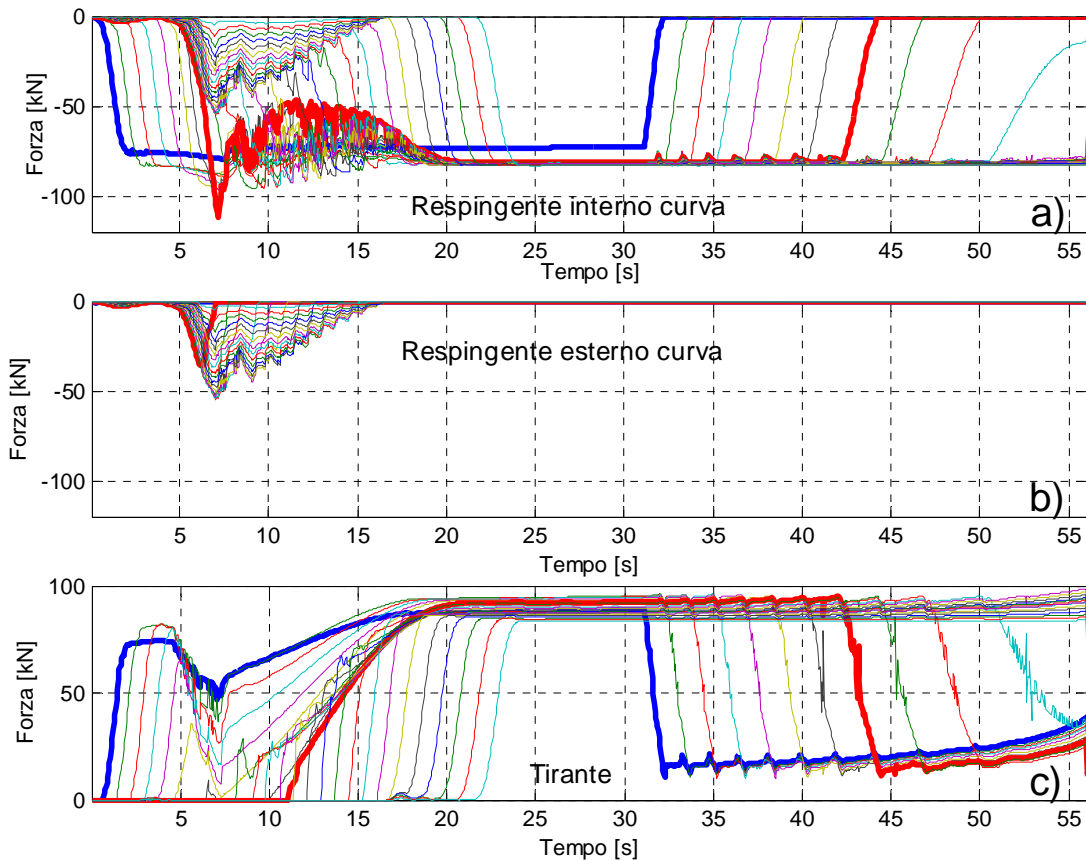 0
-50
-100
Forza [kN]
Respingente interno curva
a)
5 10 15 20 25 30 35 40 45 50 55
Tempo [s]
0
-50
-100
Forza [kN]
Respingente esterno curva
b)
5 10 15 20 25 30 35 40 45 50 55
Tempo [s]
100
50
0
Forza [kN]
Tirante
c)
5 10 15 20 25 30 35 40 45 50 55
Tempo [s]